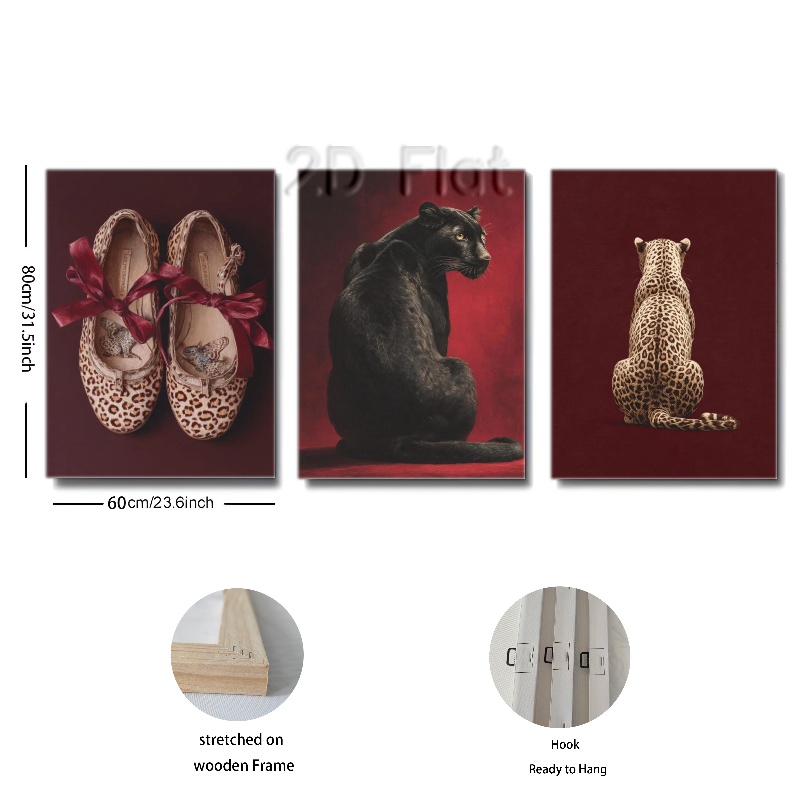 2D Flat
80cm/31.5inch
60cm/23.6inch
stretched on
wooden Frame
Hook
Ready to Hang